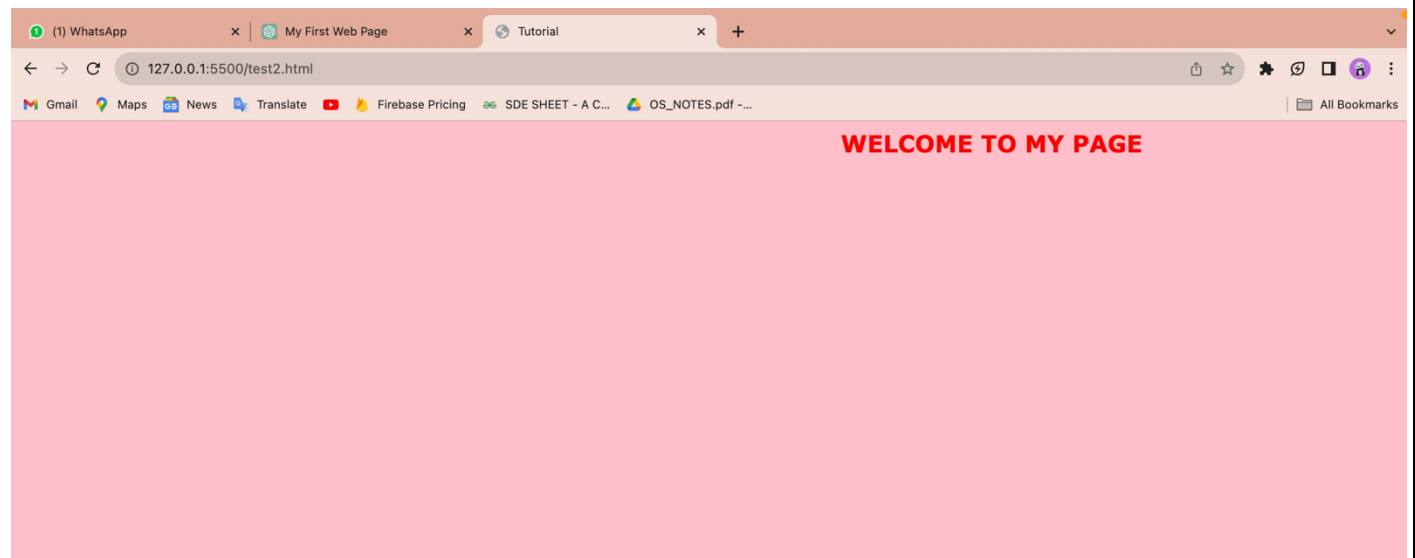 (1) WhatsApp My First Web Page Tutorial
127.0.0.1:5500/test2.html
Gmail Maps News Translate Firebase Pricing SDE SHEET - A C... OS_NOTES.pdf -... All Bookmarks
WELCOME TO MY PAGE